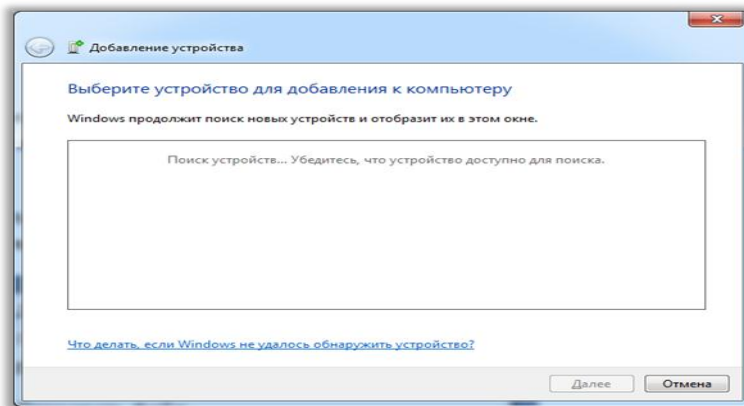 Добавление устройства
Выберите устройство для добавления к компьютеру
Windows продолжит поиск новых устройств и отобразит их в этом окне.
Поиск устройств... Убедитесь, что устройство доступно для поиска.
Что делать, если Windows не удалось обнаружить устройство?
Далее Отмена